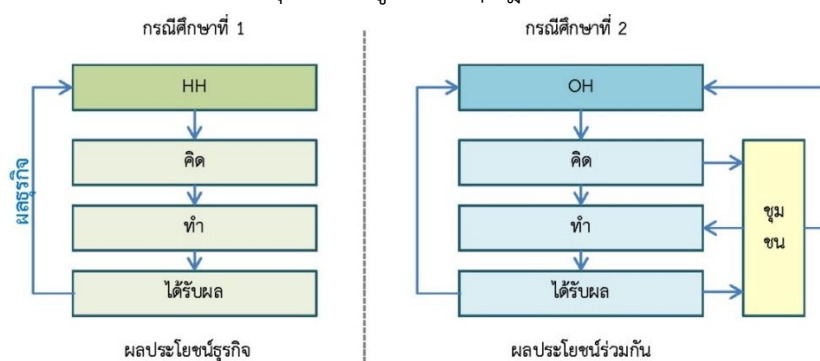 กรณีศึกษาที่ 1
HH
คิด
ทำ
ได้รับผล
ผลธุรกิจ
ผลประโยชน์ธุรกิจ
กรณีศึกษาที่ 2
OH
คิด
ทำ
ได้รับผล
ชุม
ชน
ผลประโยชน์ร่วมกัน